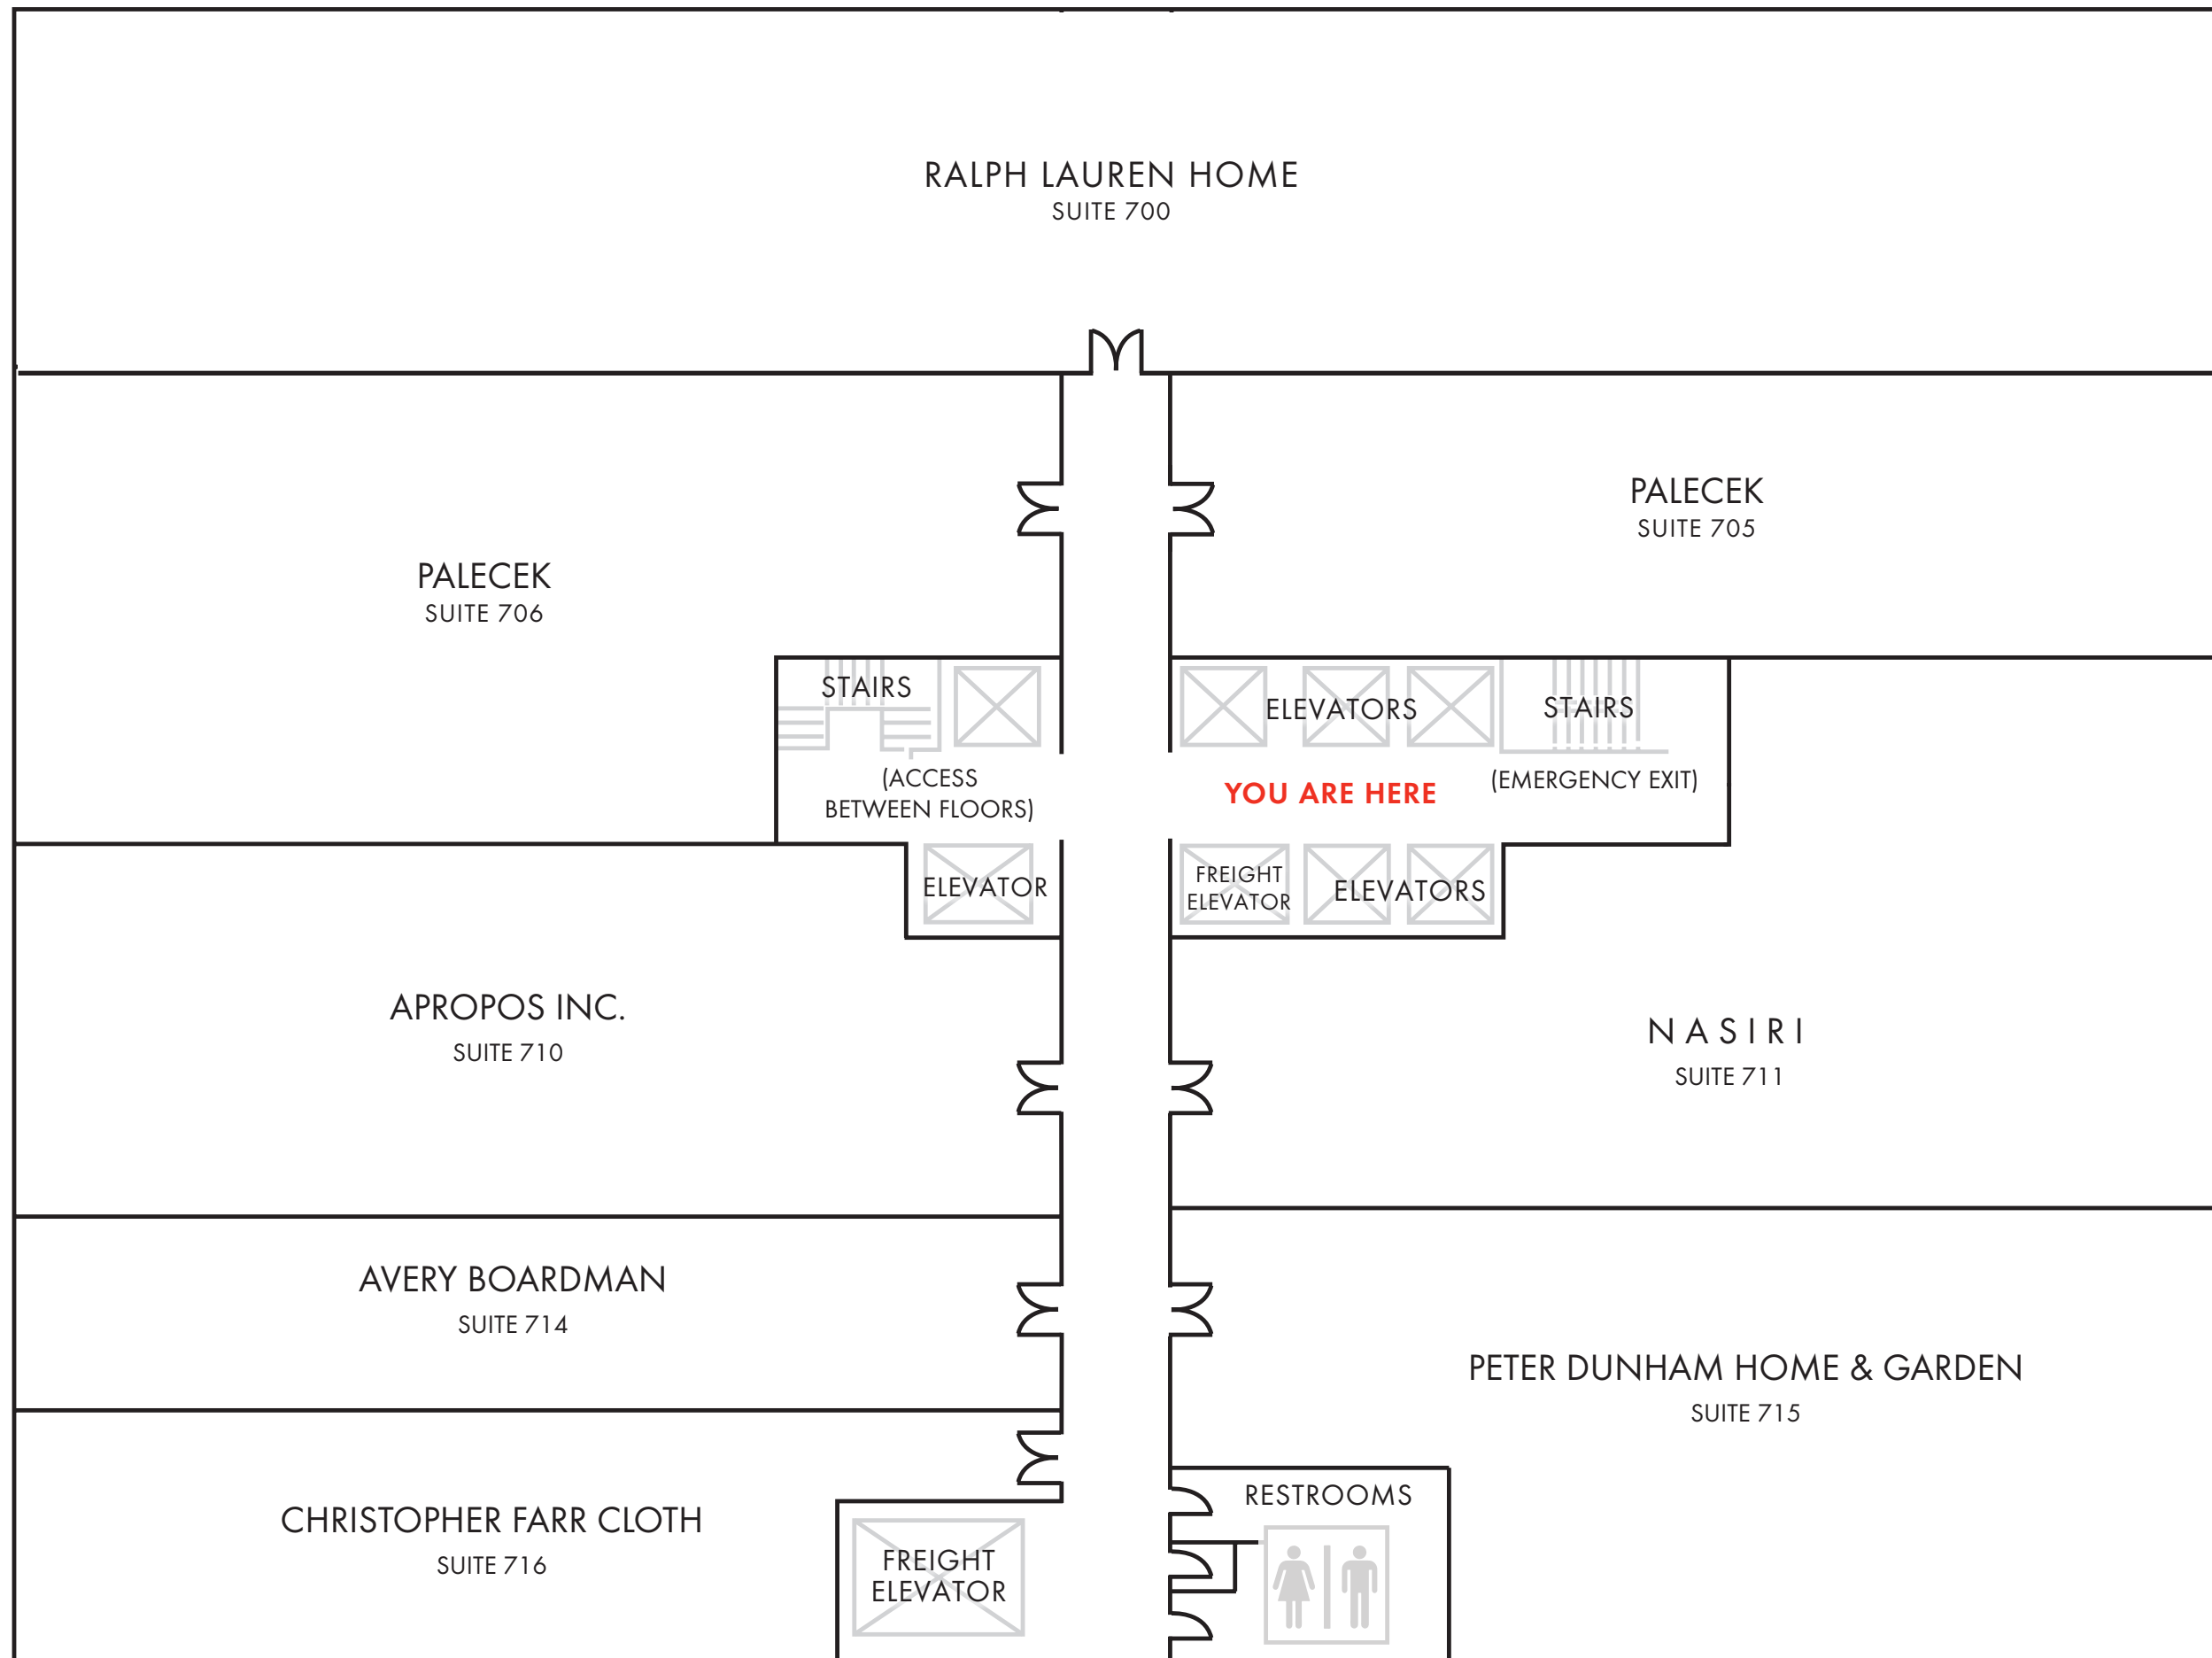 RALPH LAUREN HOME
SUITE 700
PALECEK
SUITE 705
PALECEK
SUITE 706
STAIRS
(ACCESS
BETWEEN FLOORS)
ELEVATORS
STAIRS
YOU ARE HERE
(EMERGENCY EXIT)
ELEVATOR
FREIGHT
ELEVATOR
ELEVATORS
APROPOS INC.
SUITE 710
NASIRI
SUITE 711
AVERY BOARDMAN
SUITE 714
PETER DUNHAM HOME & GARDEN
SUITE 715
CHRISTOPHER FARR CLOTH
SUITE 716
FREIGHT
ELEVATOR
RESTROOMS